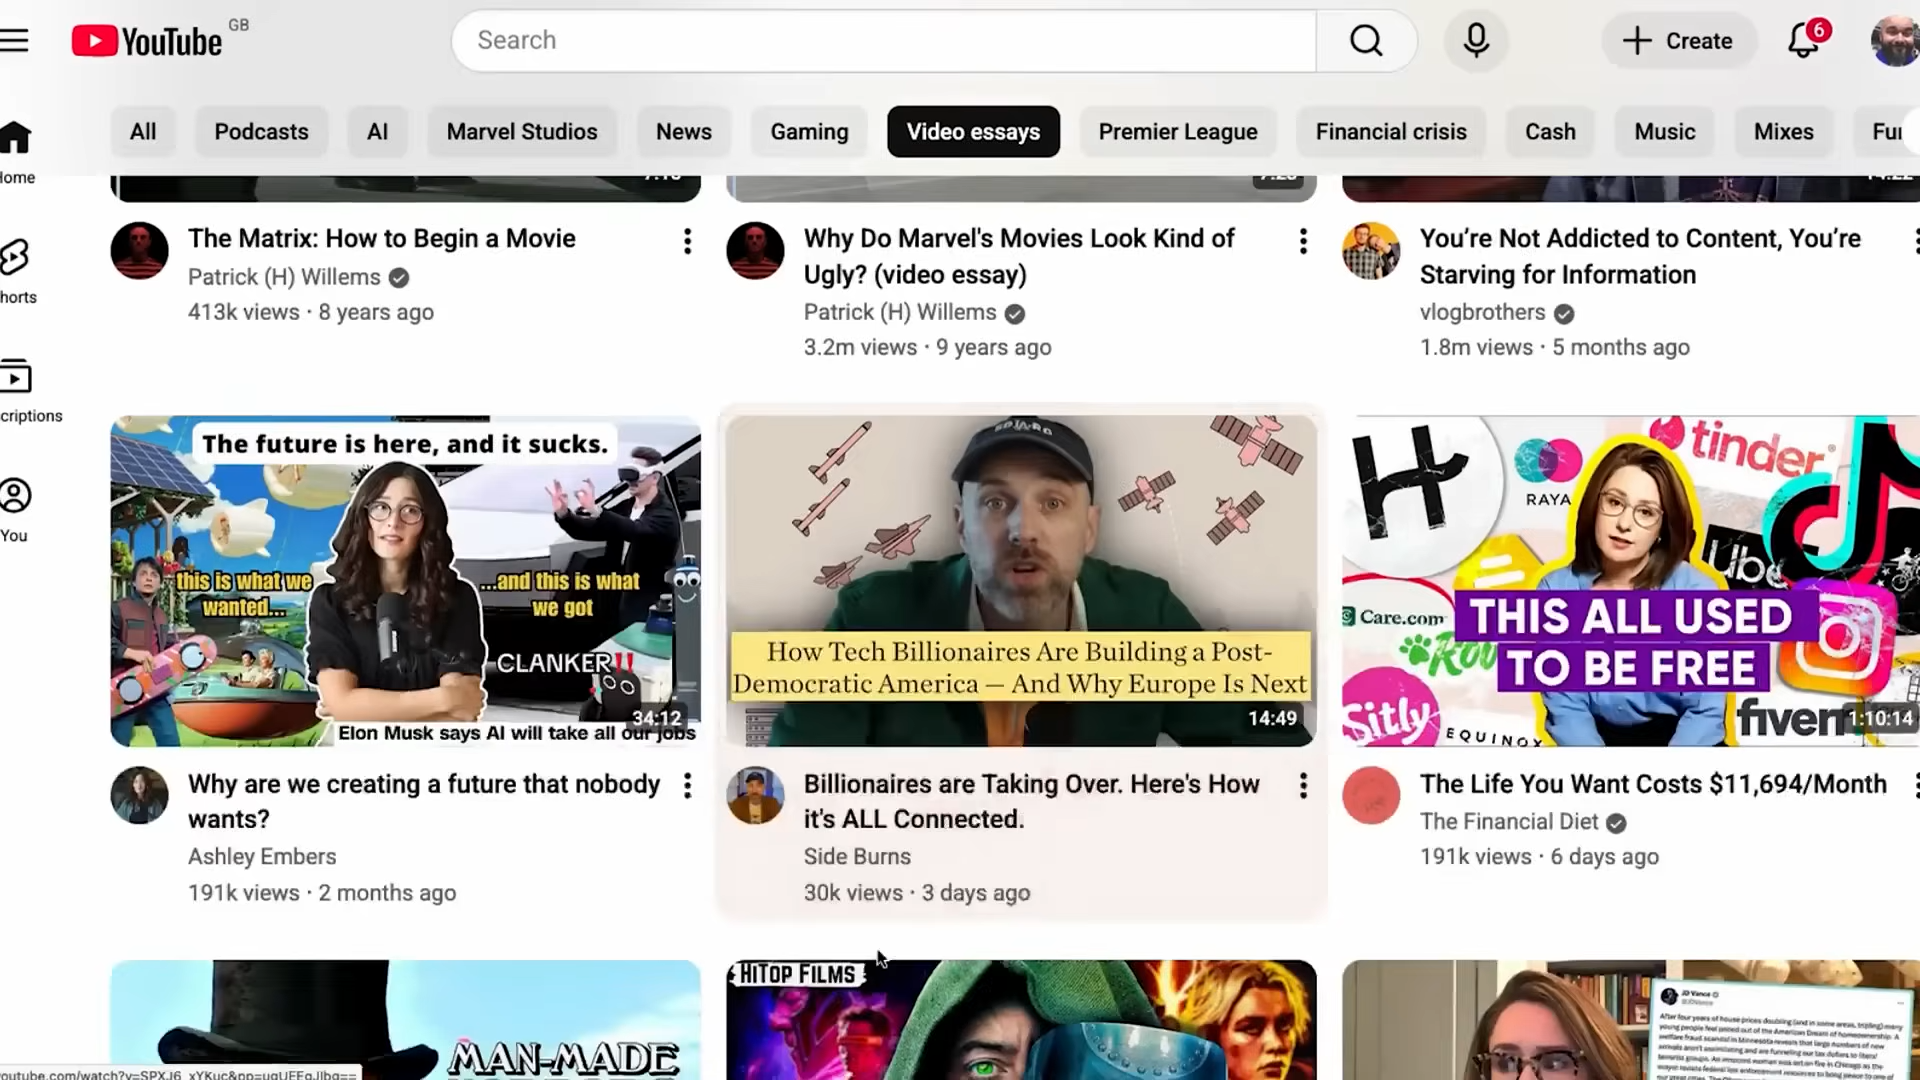 YouTube GB
Search
Create
6
All
Podcasts
AI
Marvel Studios
News
Gaming
Video essays
Premier League
Financial crisis
Cash
Music
Mixes
Home
Shorts
You
The Matrix: How to Begin a Movie
Patrick (H) Willems
413k views · 8 years ago
Why Do Marvel's Movies Look Kind of
Ugly? (video essay)
Patrick (H) Willems
3.2m views · 9 years ago
You’re Not Addicted to Content, You’re
Starving for Information
vlogbrothers
1.8m views · 5 months ago
The future is here, and it sucks.
this is what we
wanted...
...and this is what
we got
CLANKER!!
34:12
Elon Musk says AI will take all our jobs
Why are we creating a future that nobody
wants?
Ashley Embers
191k views · 2 months ago
How Tech Billionaires Are Building a Post-
Democratic America — And Why Europe Is Next
14:49
Billionaires are Taking Over. Here's How
it's ALL Connected.
Side Burns
30k views · 3 days ago
H
RAYA
tinder
Care.com
THIS ALL USED
TO BE FREE
Sitly
EQUINOX
1:10:14
The Life You Want Costs $11,694/Month
The Financial Diet
191k views · 6 days ago
MAN-MADE
HiTOP FILMS
JD Vance